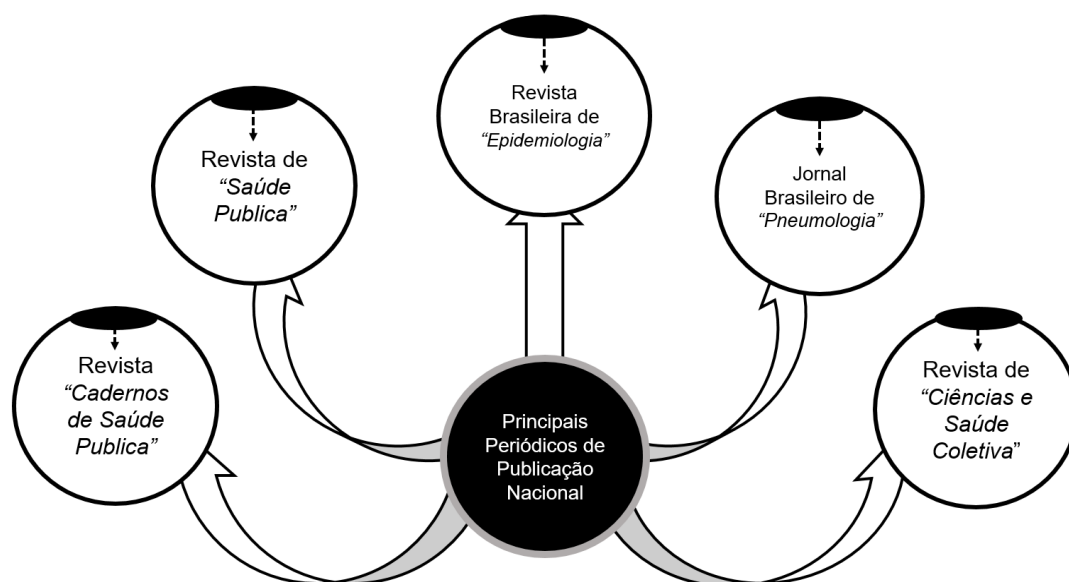 Revista
Brasileira de
“Epidemiologia”
Revista de
“Saúde
Publica”
Jornal
Brasileiro de
“Pneumologia”
Revista
“Cadernos
de Saúde
Publica”
Revista de
“Ciências e
Saúde
Coletiva”
Principais
Periódicos de
Publicação
Nacional